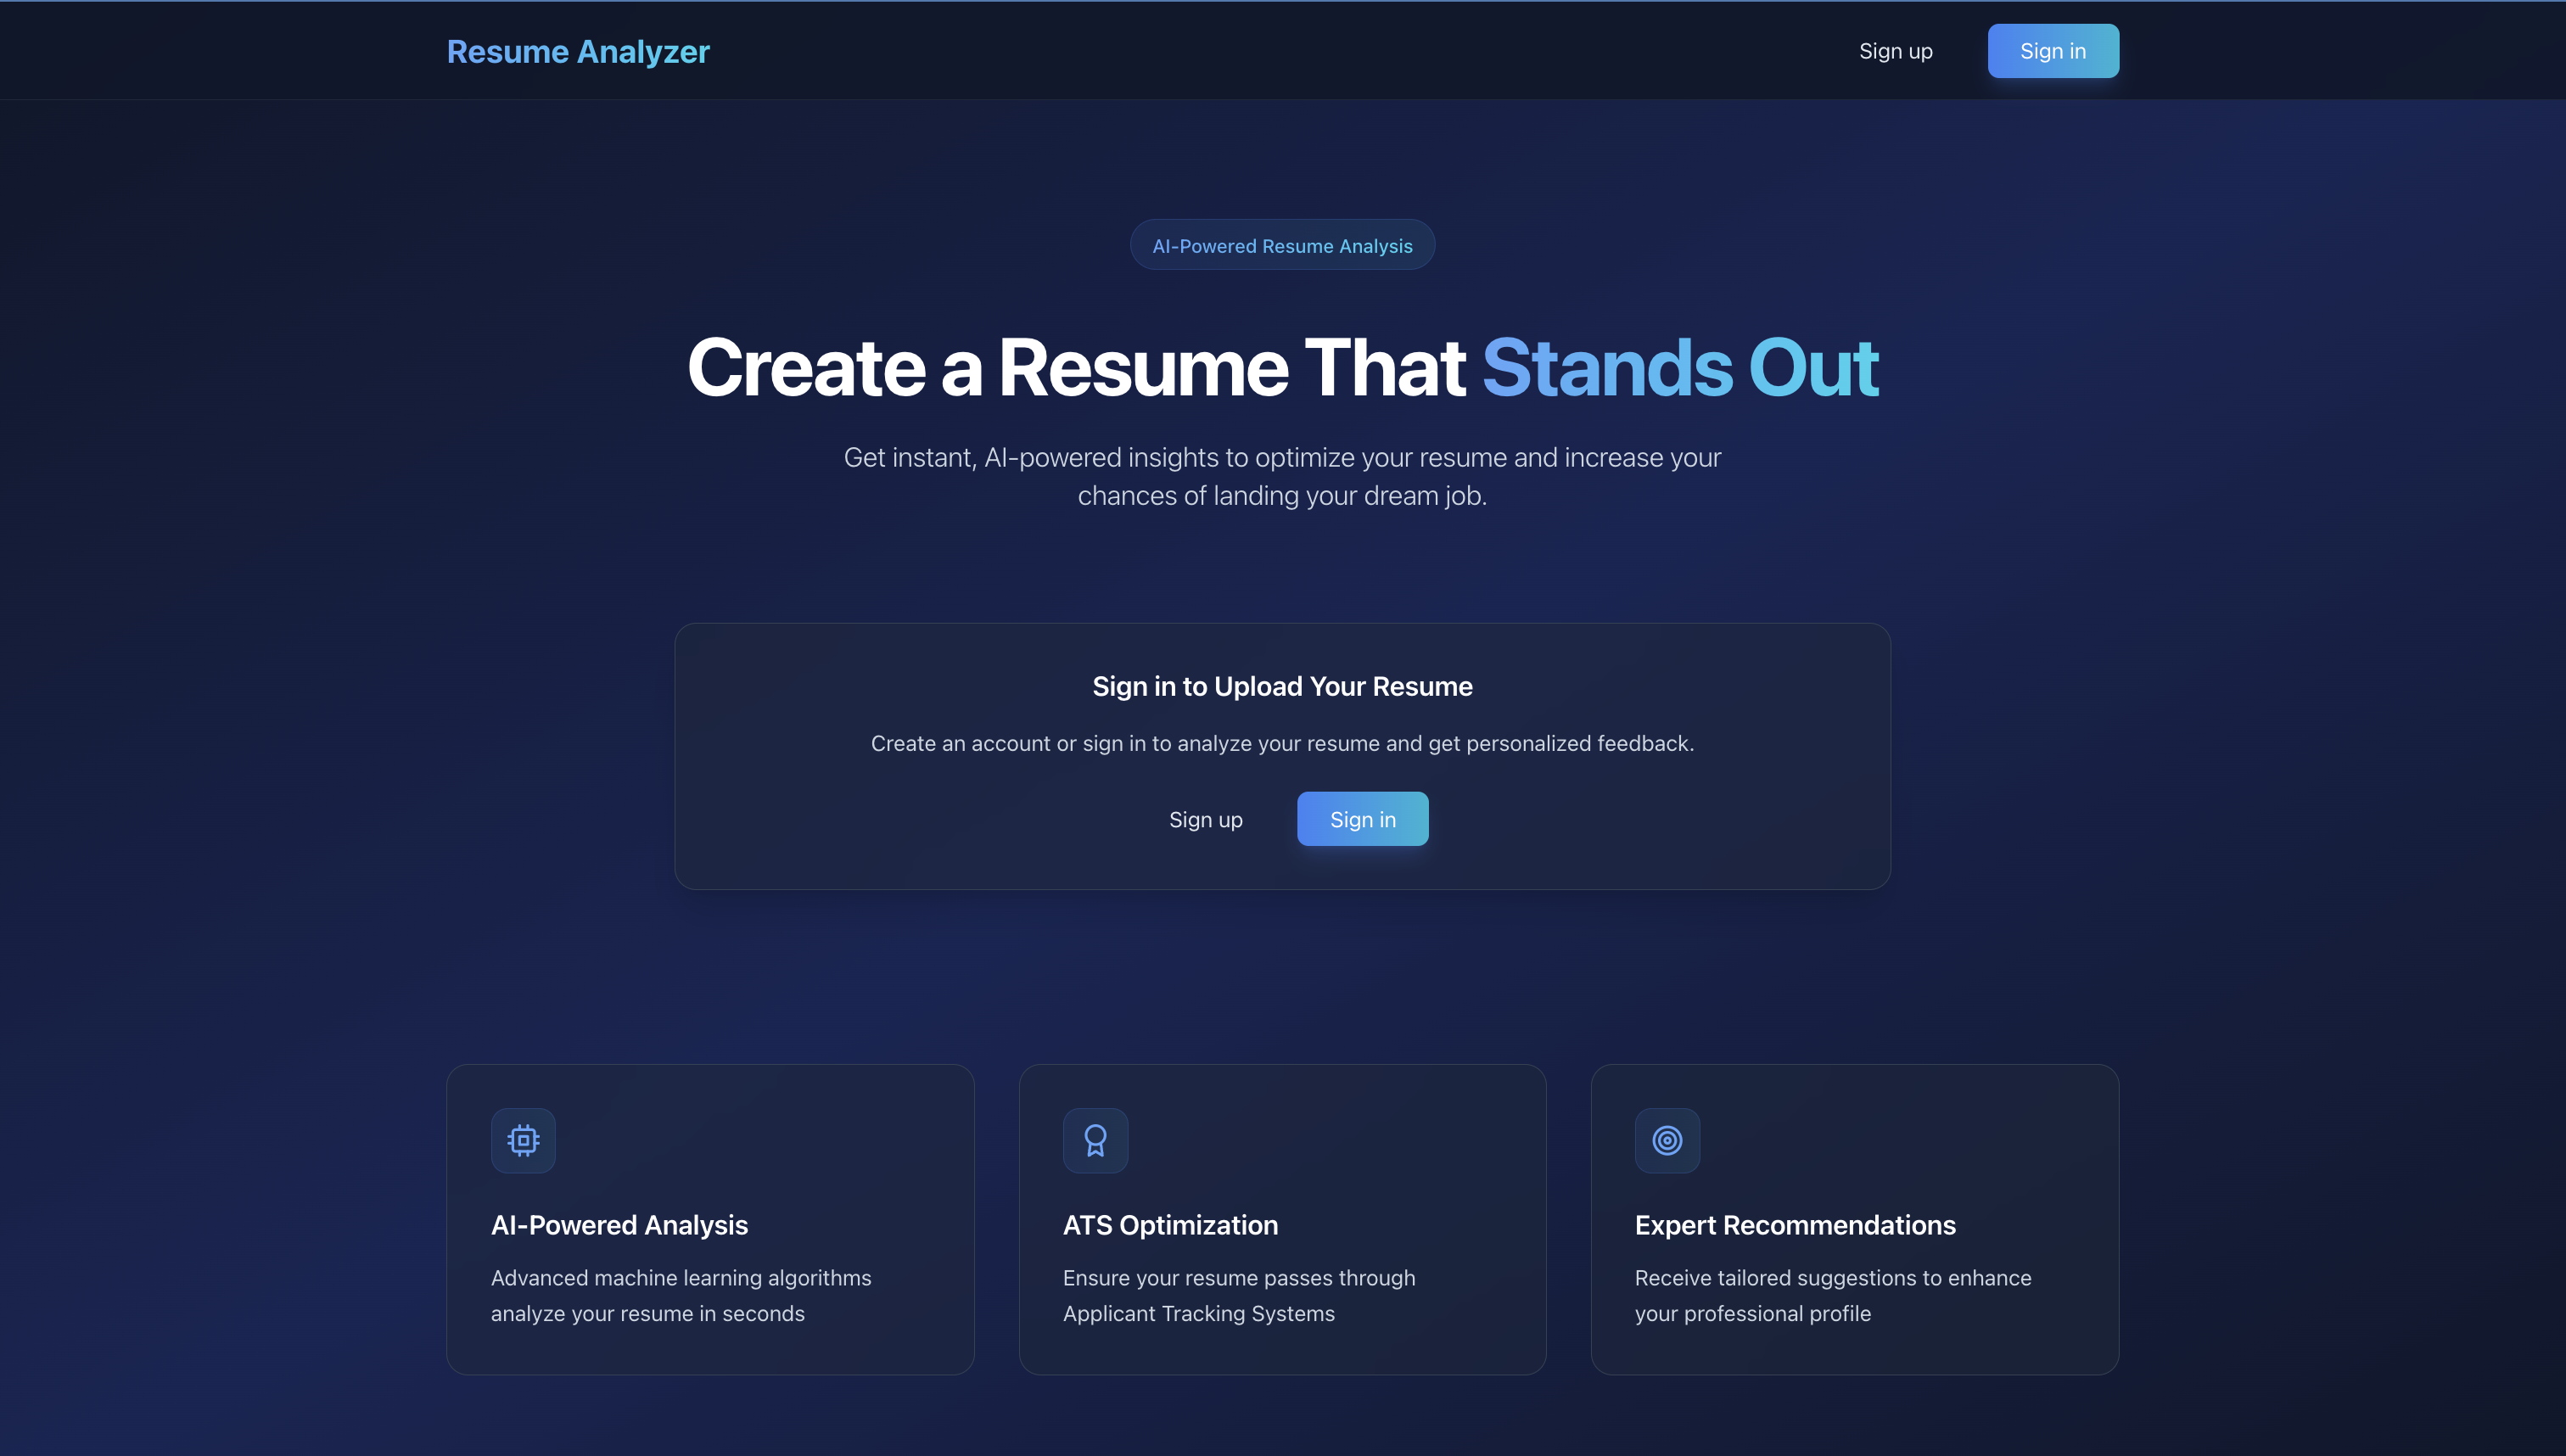 Resume Analyzer
Sign up
Sign in
AI-Powered Resume Analysis
Create a Resume That Stands Out
Get instant, AI-powered insights to optimize your resume and increase your
chances of landing your dream job.
Sign in to Upload Your Resume
Create an account or sign in to analyze your resume and get personalized feedback.
Sign up
Sign in
AI-Powered Analysis
Advanced machine learning algorithms
analyze your resume in seconds
ATS Optimization
Ensure your resume passes through
Applicant Tracking Systems
Expert Recommendations
Receive tailored suggestions to enhance
your professional profile